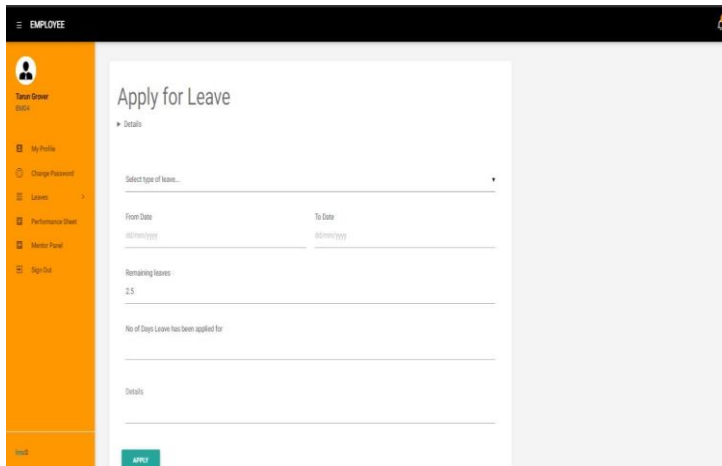 EMPLOYEE
Tarun Grover
My Profile
Change Password
Leaves
Performance Sheet
Mentor Panel
Sign Out
Apply for Leave
Details
Select type of leave...
From Date
To Date
dd/mm/yyyy
dd/mm/yyyy
Remaining leaves
2.5
No of Days Leave has been applied for
Details
APPLY